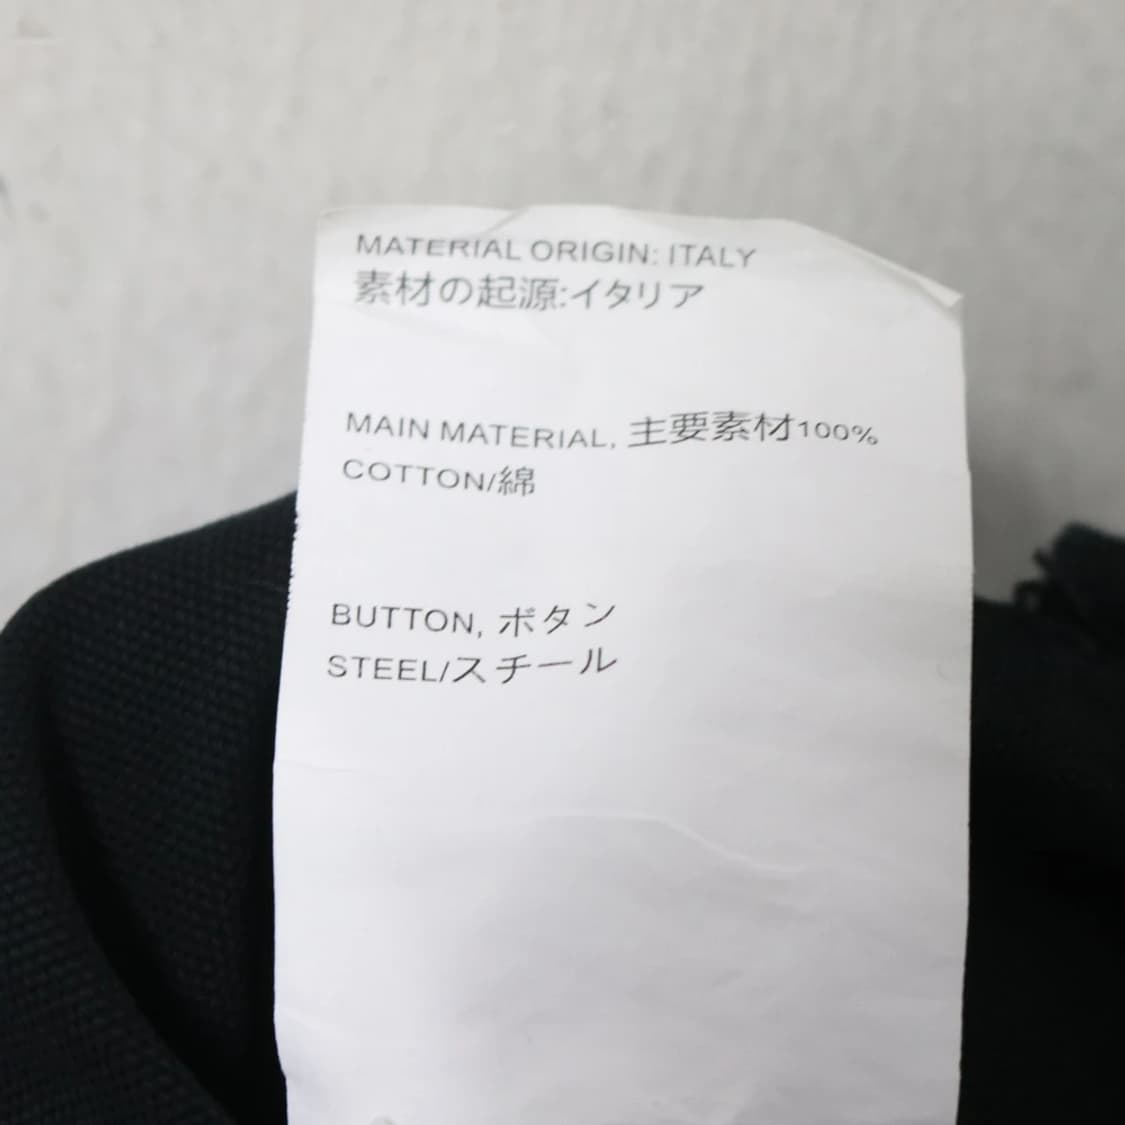 MATERIAL ORIGIN: ITALY
素材の起源:イタリア
MAIN MATERIAL, 主要素材100%
COTTON/綿
BUTTON, ボタン
STEEL/スチール